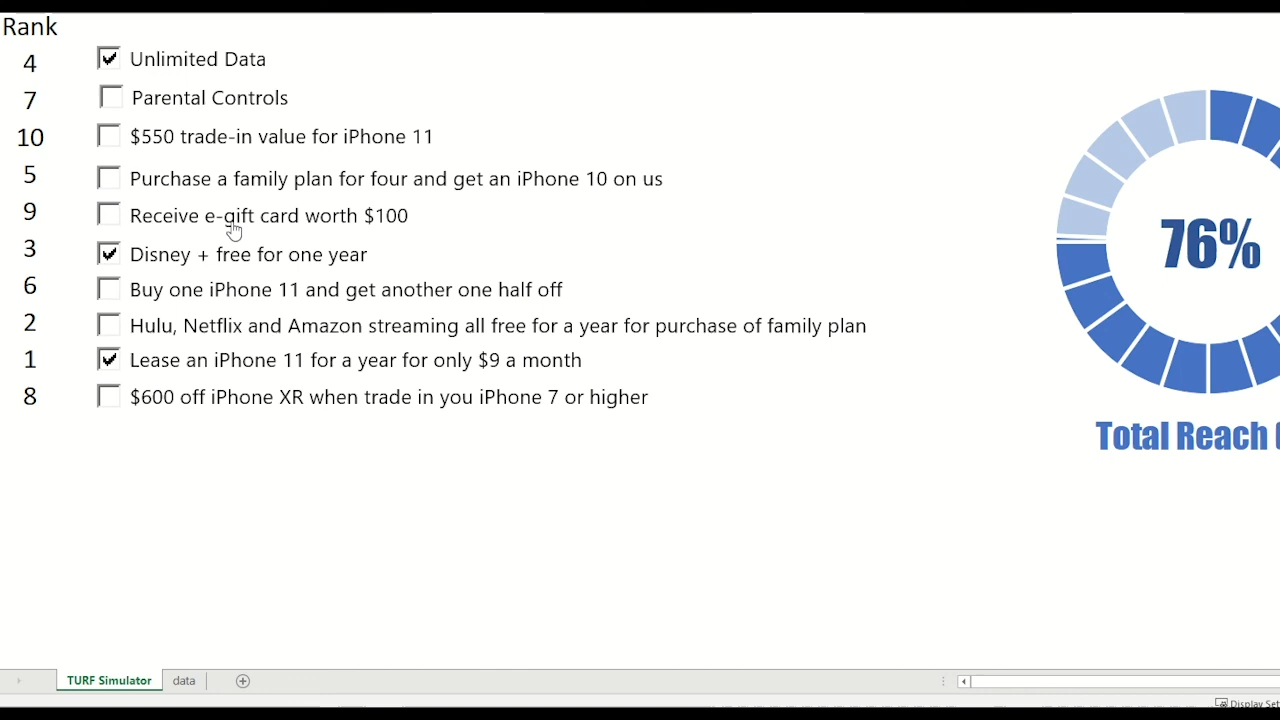 Rank
4 Unlimited Data
7 Parental Controls
10 $550 trade-in value for iPhone 11
5 Purchase a family plan for four and get an iPhone 10 on us
9 Receive e-gift card worth $100
3 Disney + free for one year
6 Buy one iPhone 11 and get another one half off
2 Hulu, Netflix and Amazon streaming all free for a year for purchase of family plan
1 Lease an iPhone 11 for a year for only $9 a month
8 $600 off iPhone XR when trade in you iPhone 7 or higher
76%
Total Reach
TURF Simulator data
Display Set